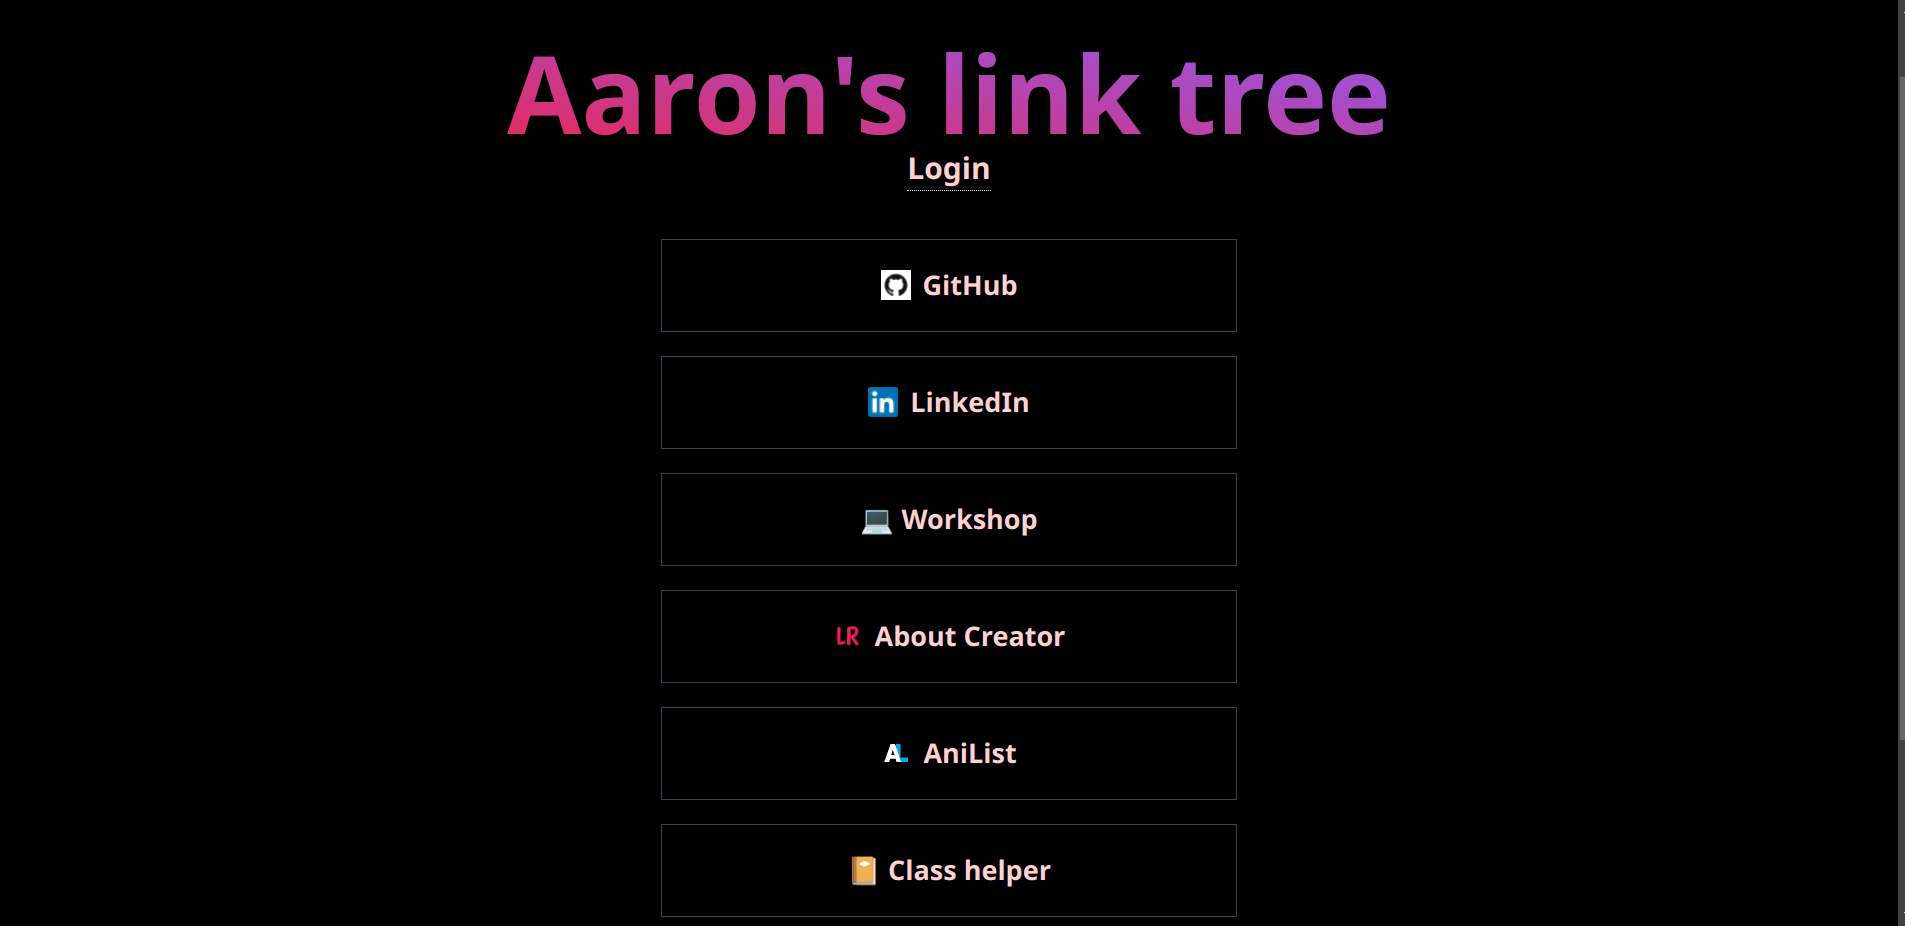 Aaron's link tree
Login
GitHub
in LinkedIn
Workshop
LR About Creator
AL AniList
Class helper